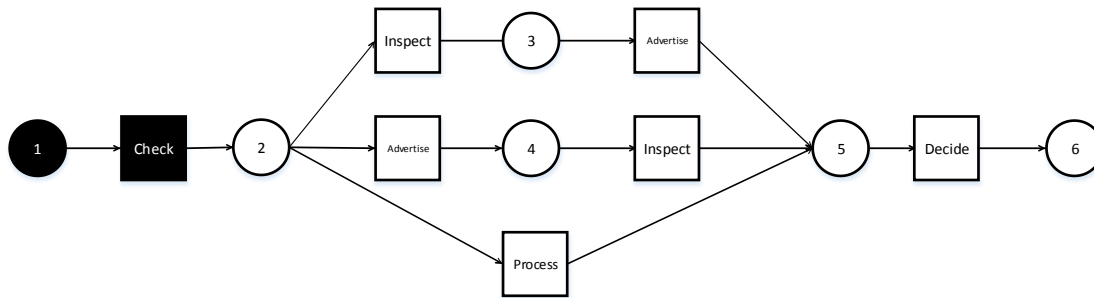 Inspect
3
Advertise
1
Check
2
Advertise
4
Inspect
5
Decide
6
Process